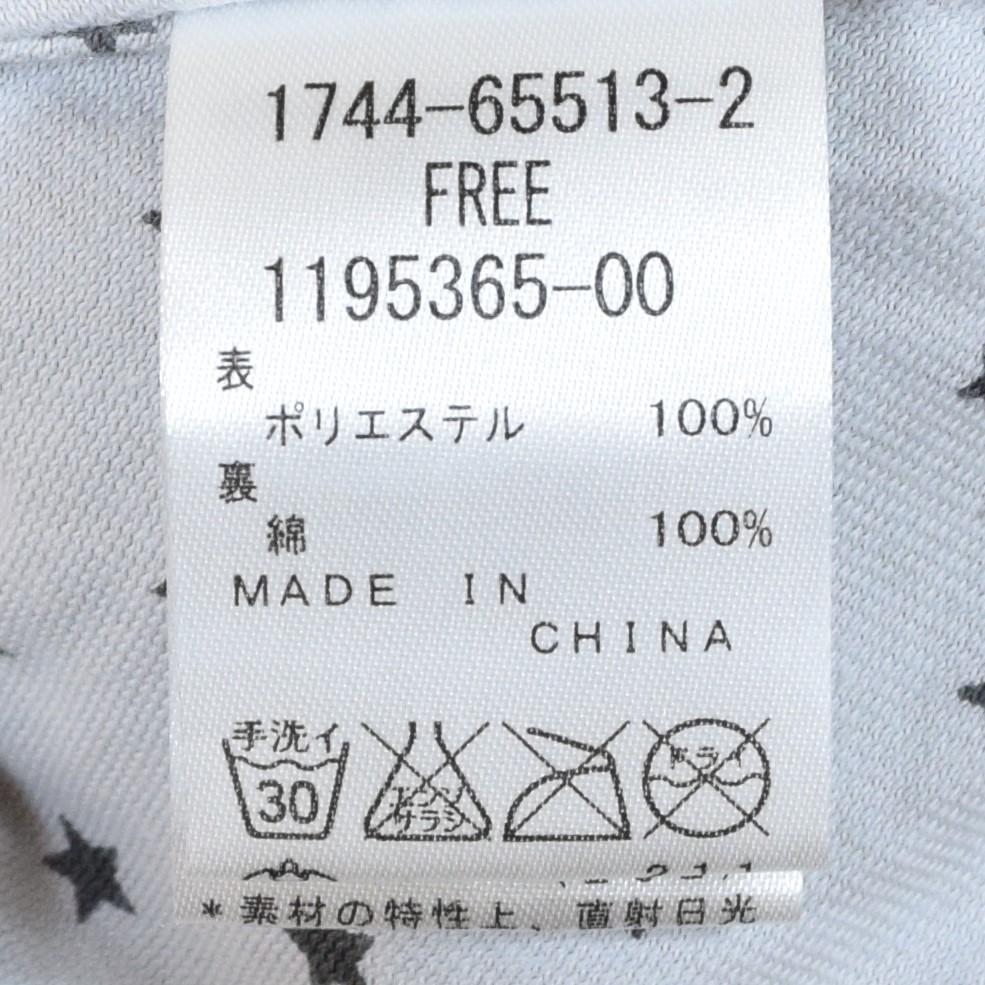 1744-65513-2
FREE
1195365-00
表
ポリエステル 100%
裏
綿 100%
MADE IN
CHINA
手洗イ エンソ ドライ
30 サラシ
*素材の特性上、直射日光